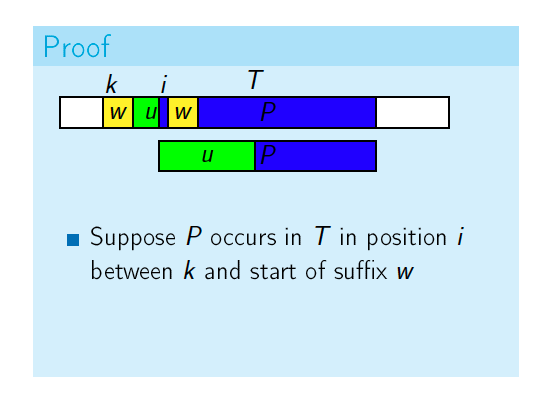 Proof
k i T
w u w P
u P
Suppose P occurs in T in position i
between k and start of suffix w